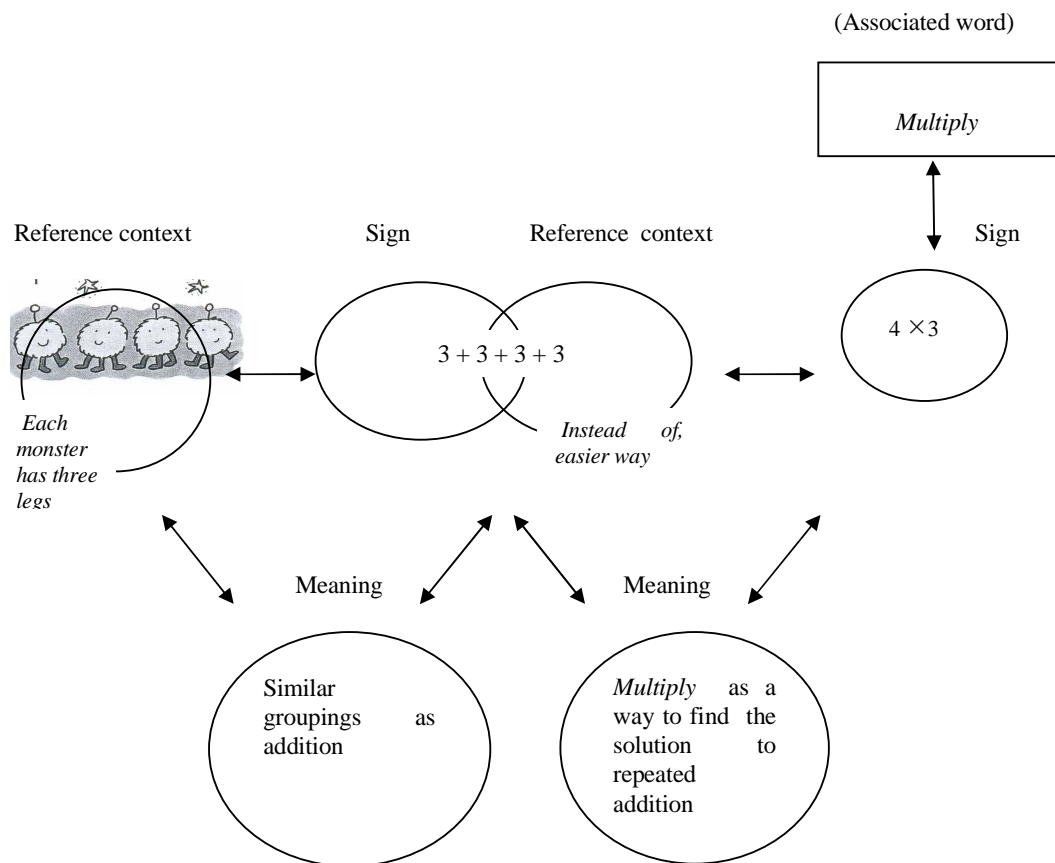 (Associated word)
Multiply
Reference context
Sign
Reference context
Sign
Each
monster
has three
legs
3 + 3 + 3 + 3
Instead of,
easier way
4 ×3
Meaning
Meaning
Similar
groupings as
addition
Multiply as a
way to find the
solution to
repeated
addition